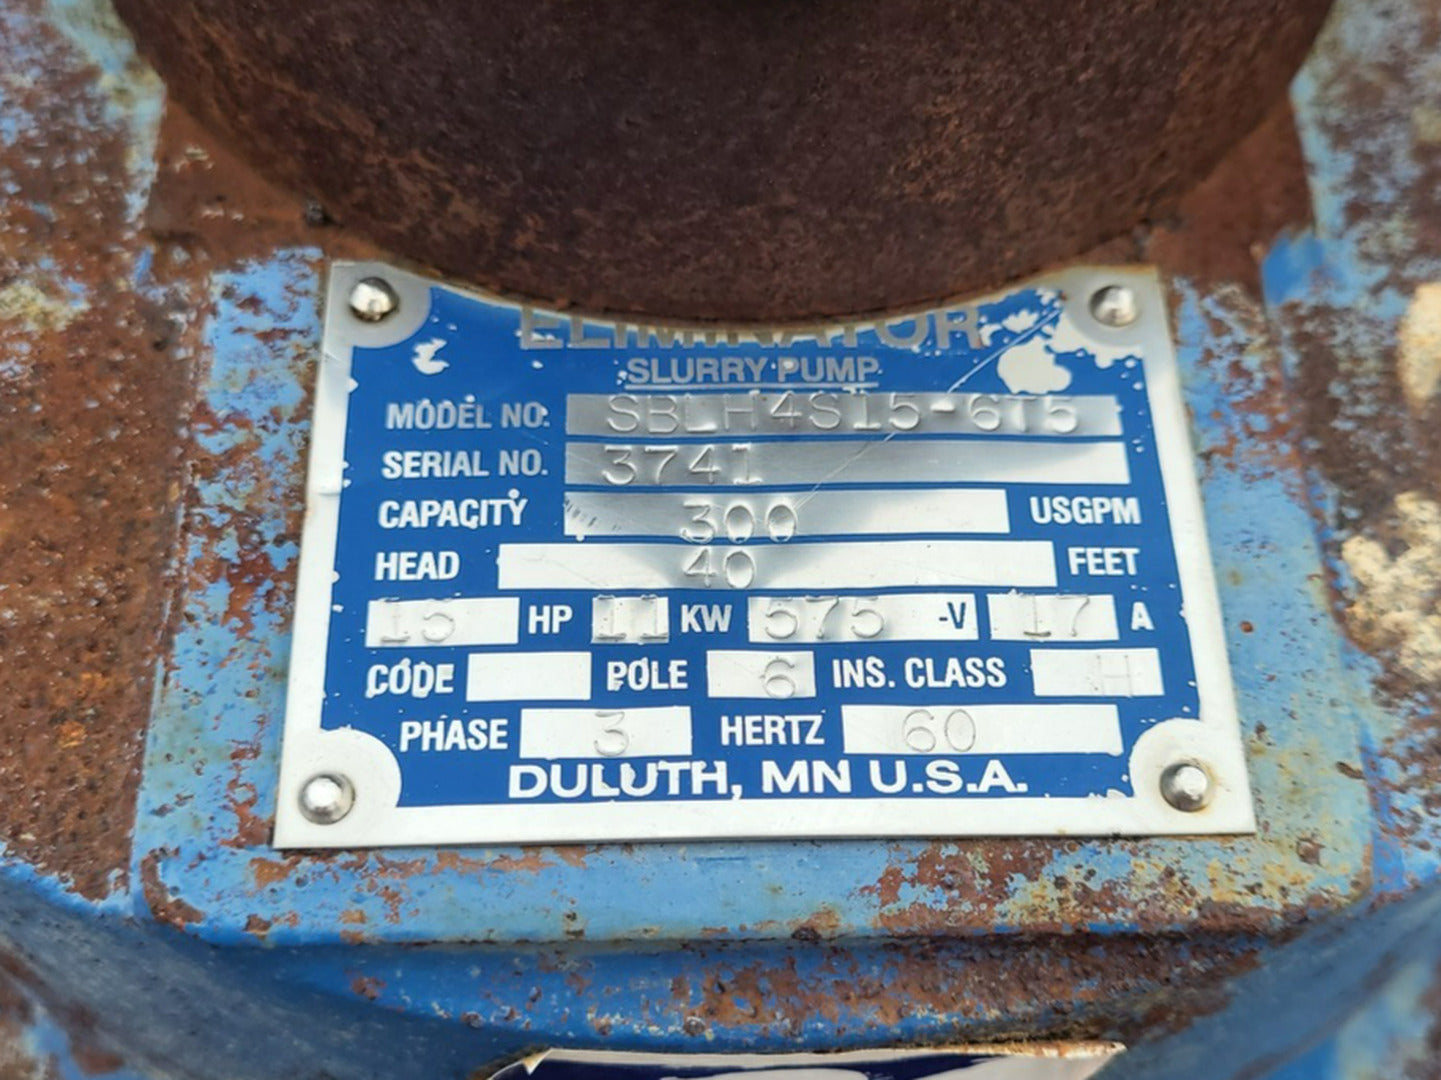 ELIMINATOR
SLURRY PUMP
MODEL NO. SBLH4S15-6T5
SERIAL NO. 3741
CAPACITY 300 USGPM
HEAD 40 FEET
15 HP 11 KW 575 -V 17 A
CODE POLE 6 INS. CLASS H
PHASE 3 HERTZ 60
DULUTH, MN U.S.A.